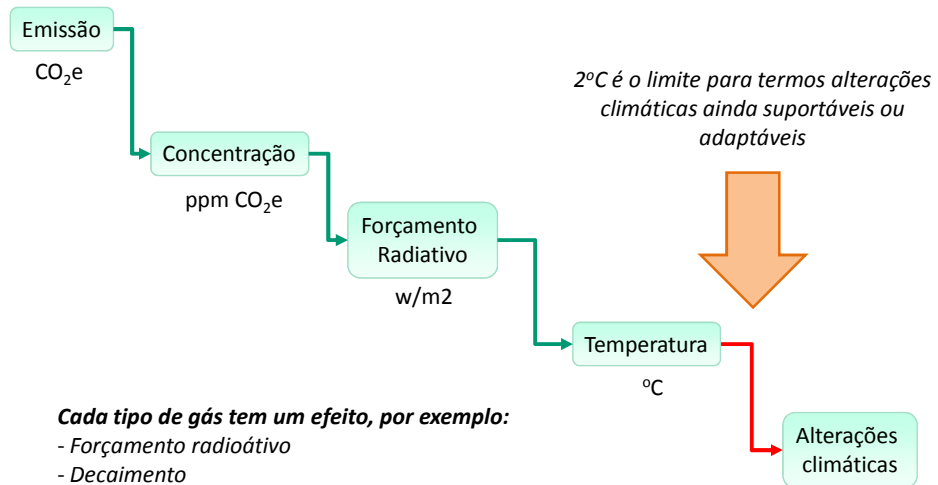 Emissão
CO₂e
Concentração
ppm CO₂e
Forçamento
Radiativo
w/m2
2ºC é o limite para termos alterações
climáticas ainda suportáveis ou
adaptáveis
Temperatura
ºC
Alterações
climáticas
Cada tipo de gás tem um efeito, por exemplo:
- Forçamento radioátivo
- Decaimento